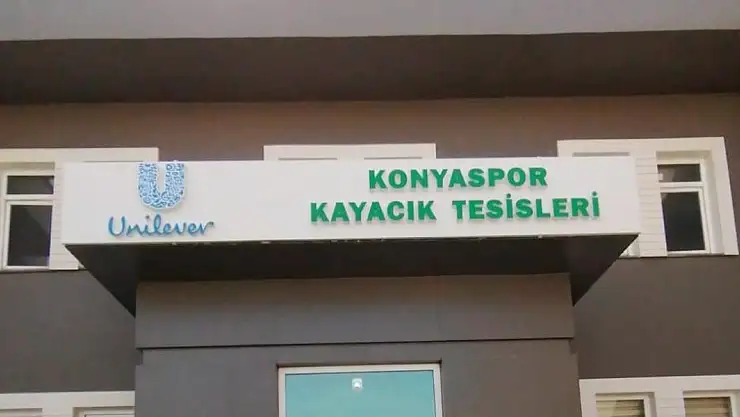 Unilever
KONYASPOR
KAYACIK TESİSLERİ